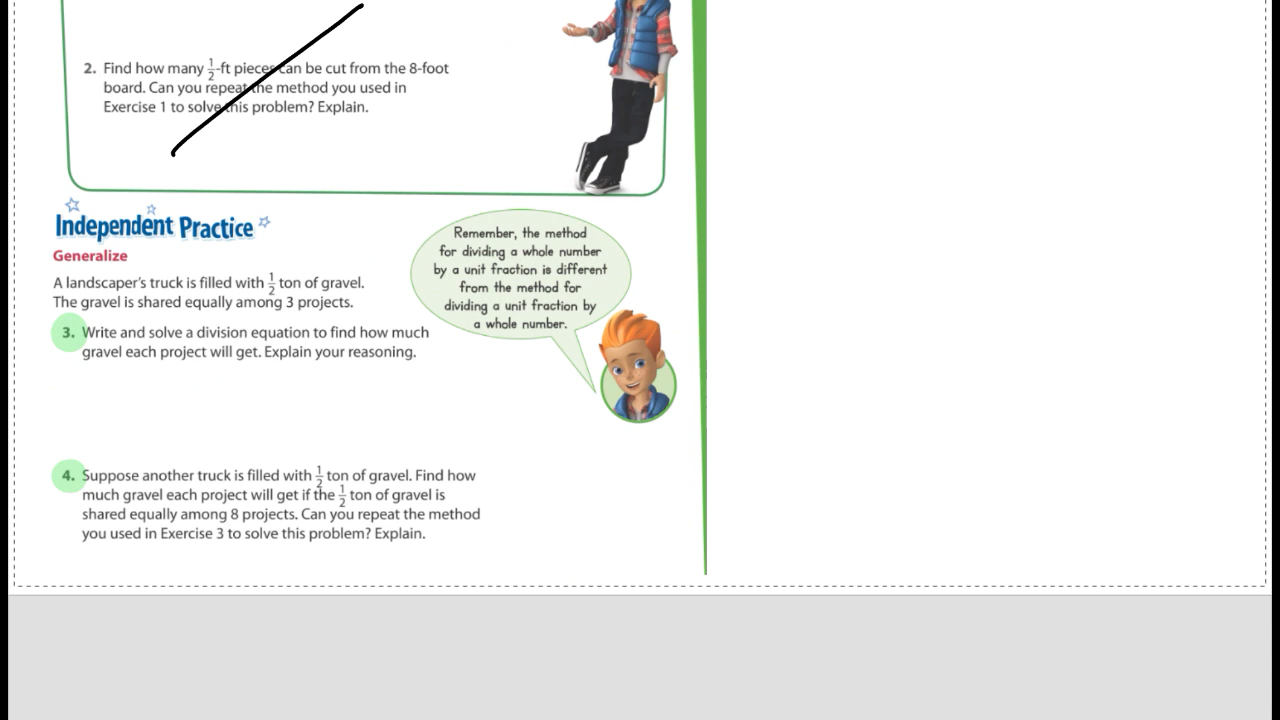 2. Find how many 1/2-ft pieces can be cut from the 8-foot
board. Can you repeat the method you used in
Exercise 1 to solve this problem? Explain.
Independent Practice
Generalize
A landscaper's truck is filled with 1/2 ton of gravel.
The gravel is shared equally among 3 projects.
3. Write and solve a division equation to find how much
gravel each project will get. Explain your reasoning.
Remember, the method
for dividing a whole number
by a unit fraction is different
from the method for
dividing a unit fraction by
a whole number.
4. Suppose another truck is filled with 1/2 ton of gravel. Find how
much gravel each project will get if the 1/2 ton of gravel is
shared equally among 8 projects. Can you repeat the method
you used in Exercise 3 to solve this problem? Explain.